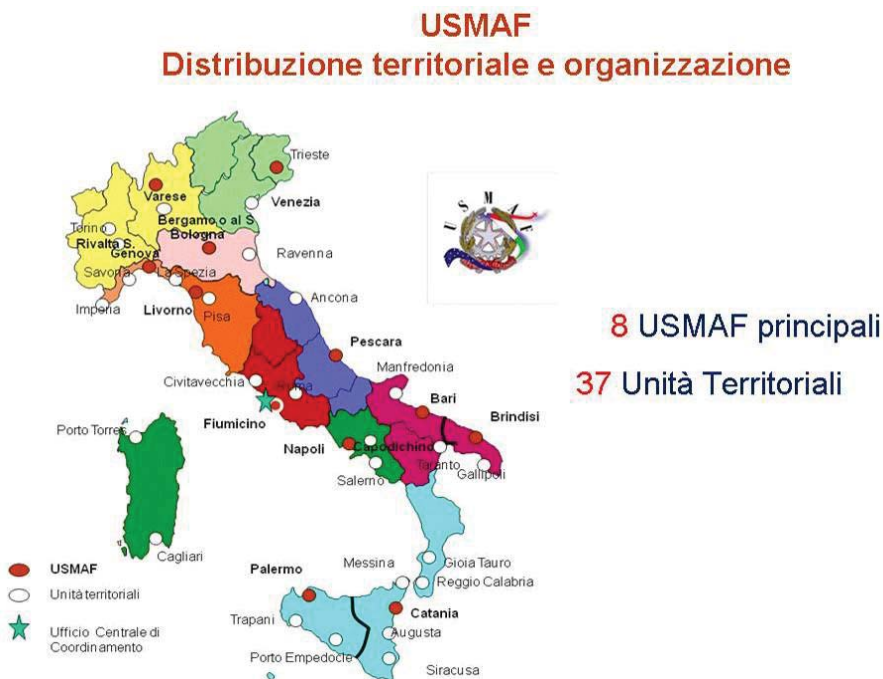 USMAF
Distribuzione territoriale e organizzazione
Trieste
Varese
Venezia
Bergamo o al S
Torino
Bologna
Rivalta S.
Genova
Ravenna
Savona
La Spezia
Imperia
Livorno
Pisa
Ancona
USMAF
8 USMAF principali
Pescara
Manfredonia
37 Unità Territoriali
Civitavecchia
Roma
Bari
Fiumicino
Brindisi
Porto Torres
Napoli
Capodichino
Taranto
Salerno
Gallipoli
Cagliari
Messina
Gioia Tauro
Reggio Calabria
Palermo
Catania
Trapani
Augusta
Porto Empedocle
Siracusa
USMAF
Unità territoriali
Ufficio Centrale di
Coordinamento